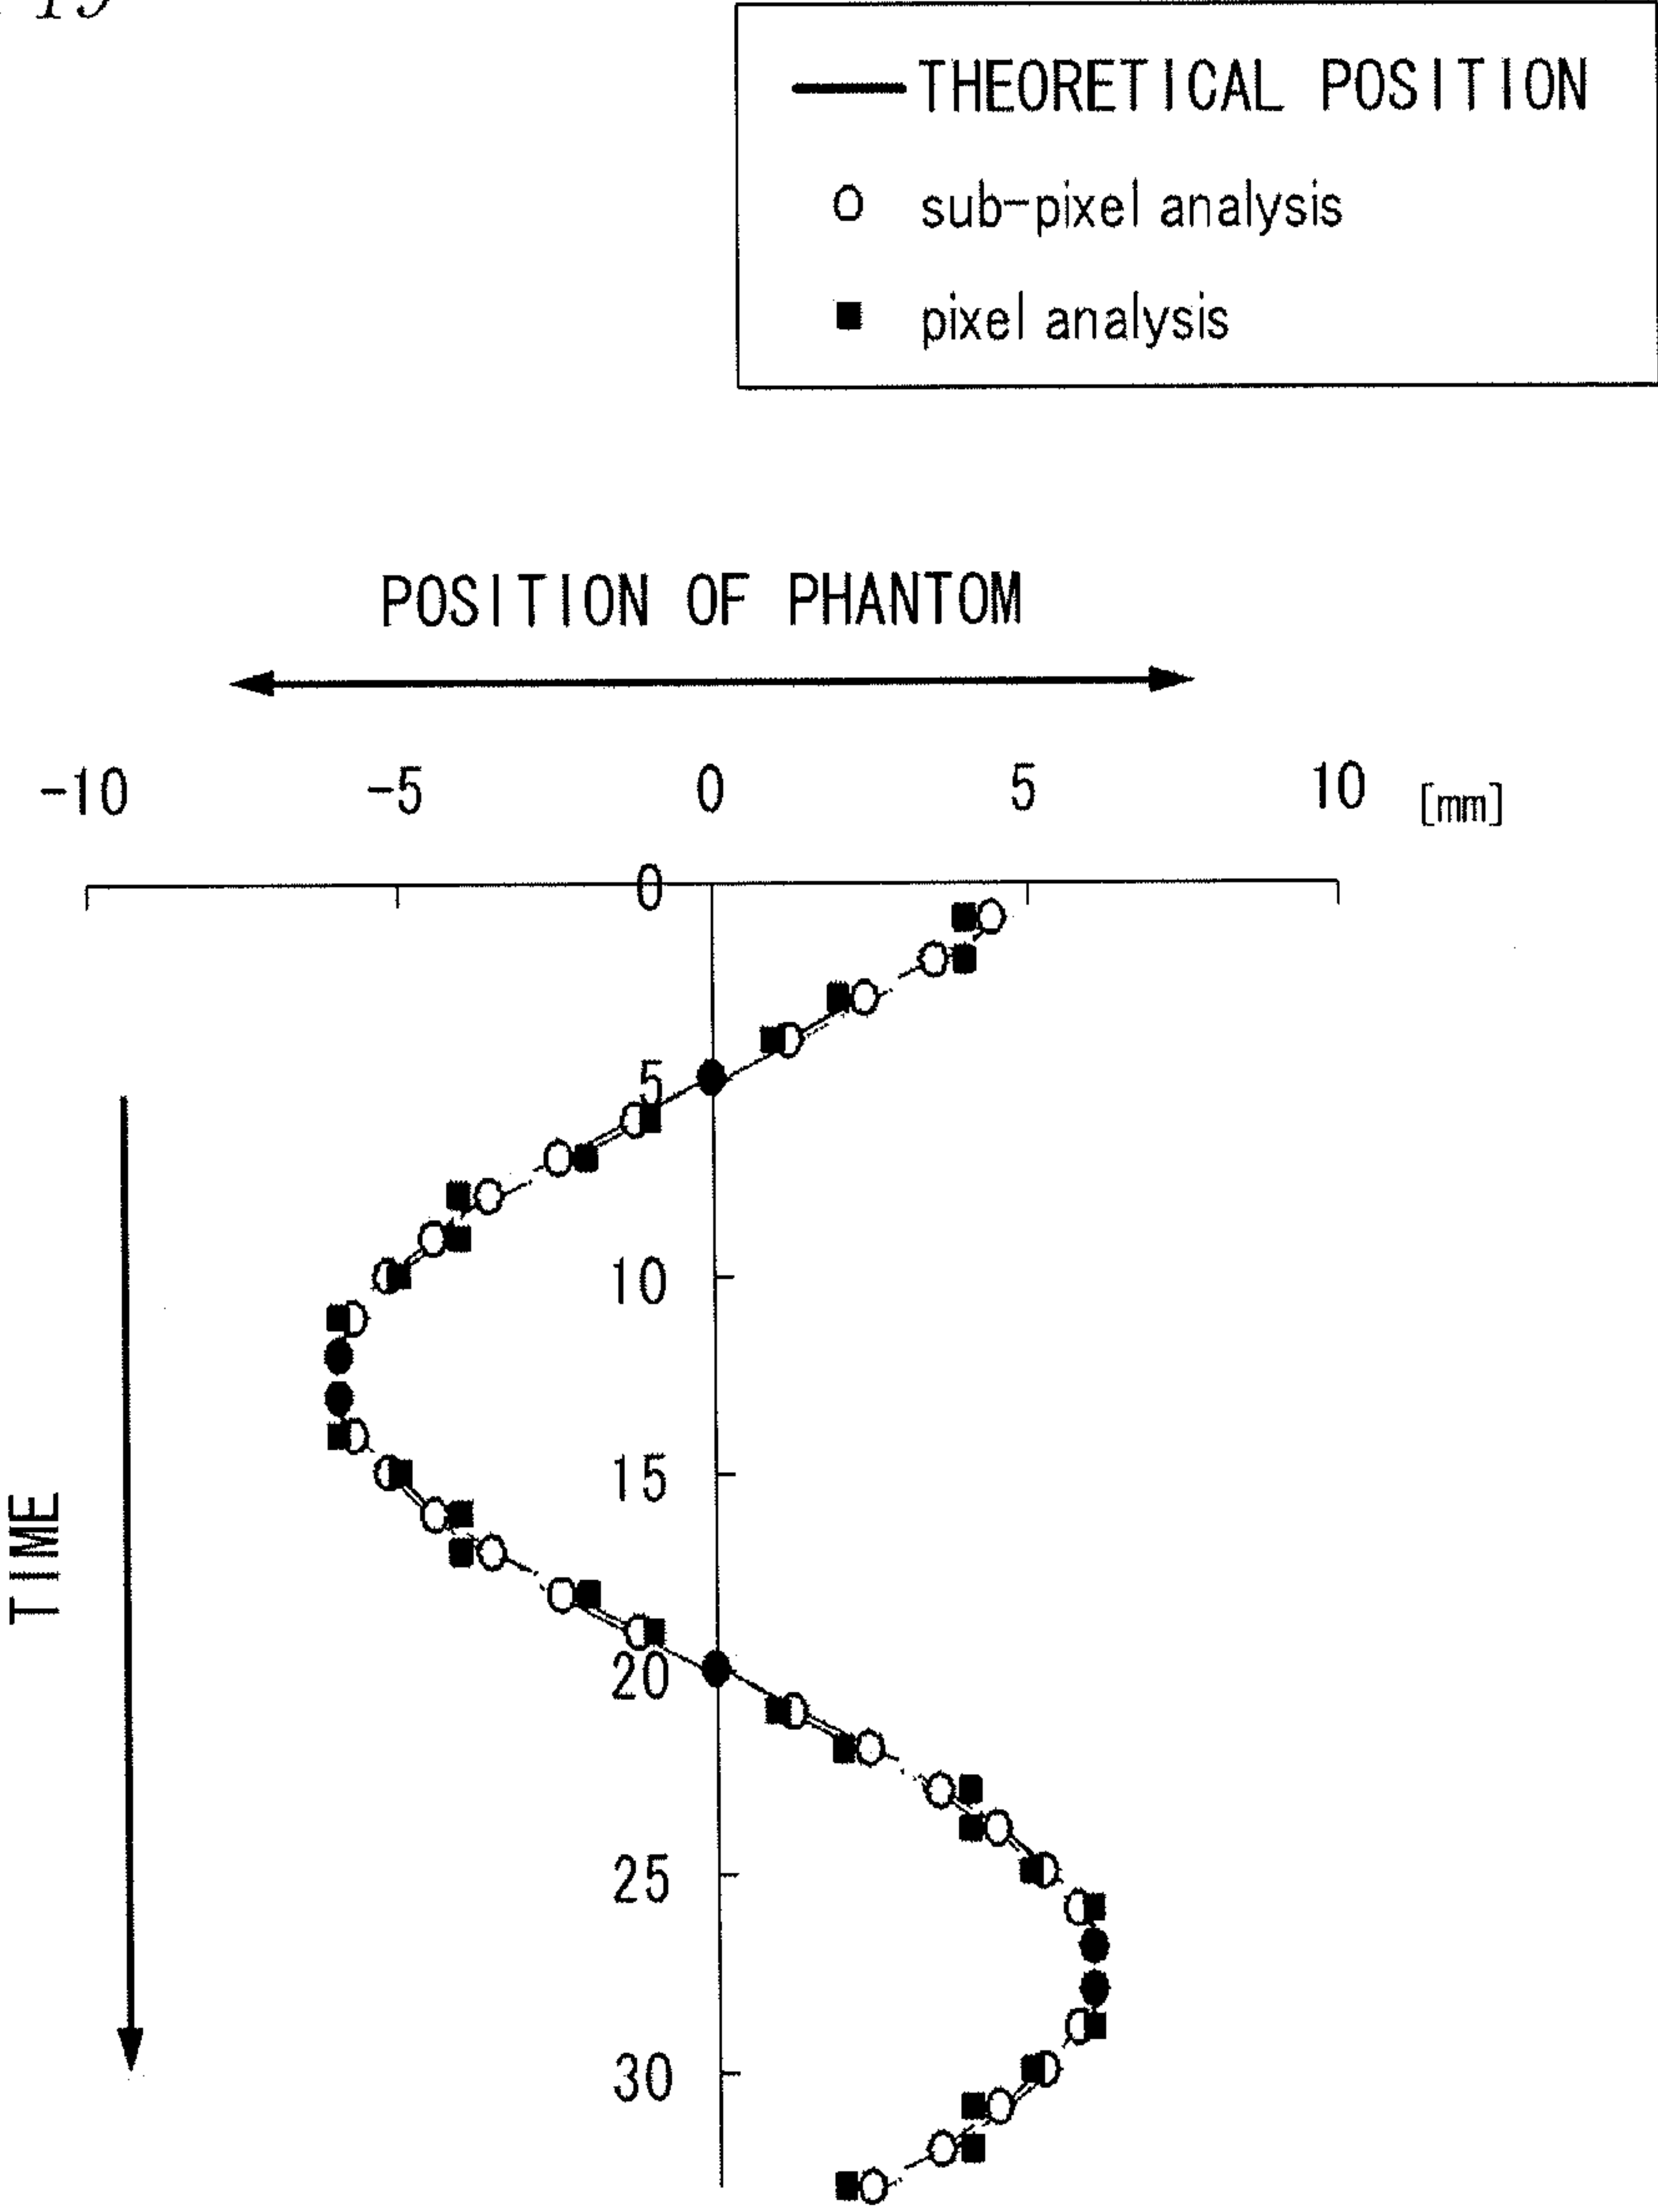 THEORETICAL POSITION
sub-pixel analysis
pixel analysis
POSITION OF PHANTOM
-10 -5 0 5 10 [mm]
0
5
10
15
20
25
30
TIME